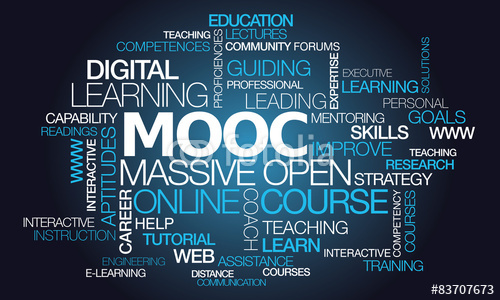 EDUCATION
TEACHING LECTURES
COMPETENCES
COMMUNITY FORUMS
PROFICIENCIES
EXPERTISE
SOLUTIONS
DIGITAL
GUIDING
EXECUTIVE
PROFESSIONAL
LEARNING
LEARNING
LEADING
PERSONAL
CAPABILITY
MOOC
MENTORING
GOALS
READINGS
SKILLS
WWW
WWW
INTERACTIVE
APTITUDES
IMPROVE
TEACHING
RESEARCH
MASSIVE OPEN
STRATEGY
CAREER
ONLINE COURSE
COACH
COMPETENCY
COURSES
INTERACTIVE
HELP
TEACHING
INSTRUCTION
TUTORIAL
LEARN
WEB
INTERACTIVE
ENGINEERING
ASSISTANCE
TRAINING
E-LEARNING
DISTANCE
COURSES
COMMUNICATION
fotolia
#83707673